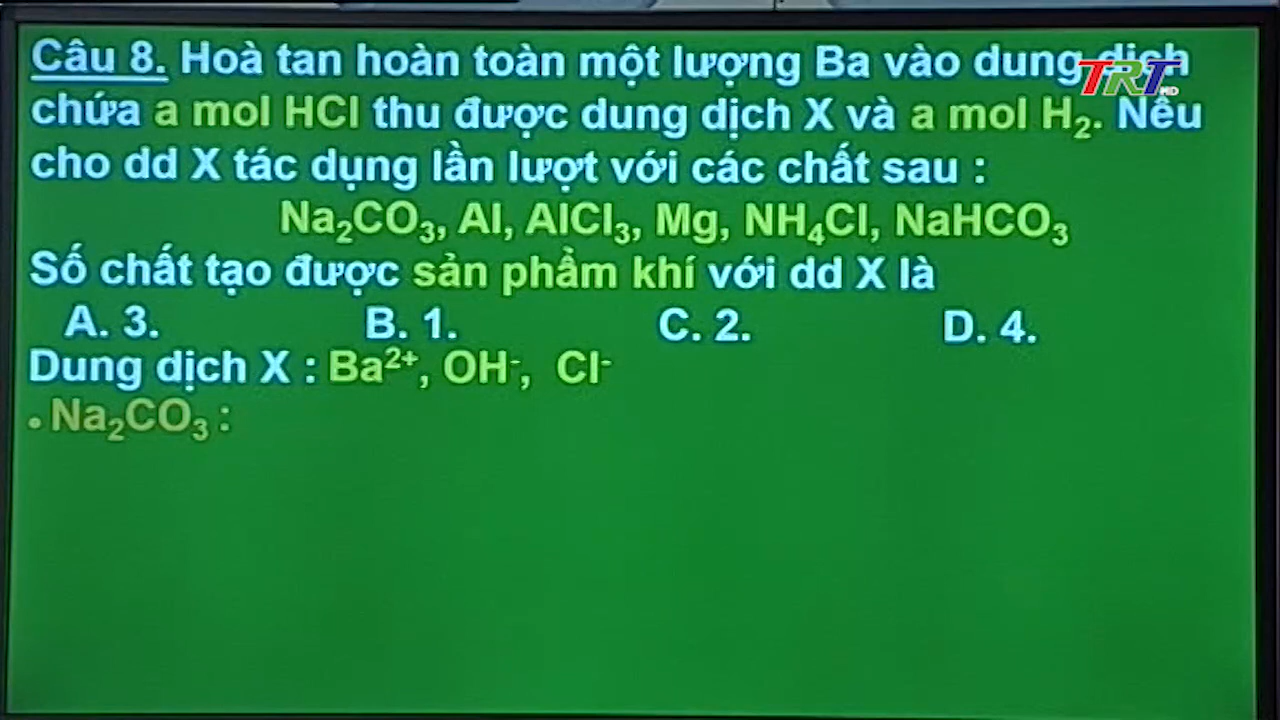 Câu 8. Hoà tan hoàn toàn một lượng Ba vào dung dịch
TRT HD
chứa a mol HCl thu được dung dịch X và a mol H₂. Nếu
cho dd X tác dụng lần lượt với các chất sau :
Na₂CO₃, Al, AlCl₃, Mg, NH₄Cl, NaHCO₃
Số chất tạo được sản phẩm khí với dd X là
A. 3. B. 1. C. 2. D. 4.
Dung dịch X : Ba²⁺, OH⁻, Cl⁻
• Na₂CO₃ :